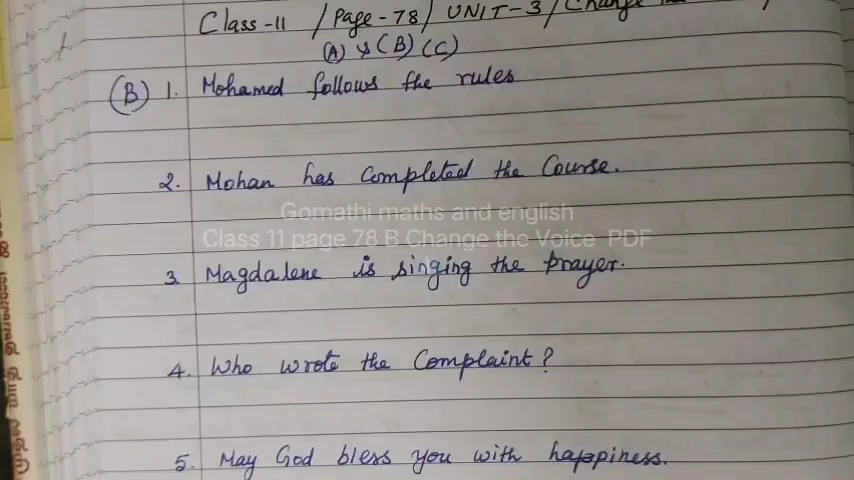 Class-11 / Page-78 / UNIT-3 / Change
(A) & (B) (C)
(B) 1. Mohamed follows the rules
2. Mohan has completed the Course.
Gomathi maths and english
Class 11 page 78 B Change the Voice PDF
3. Magdalene is singing the prayer.
4. Who wrote the Complaint?
5. May God bless you with happiness.